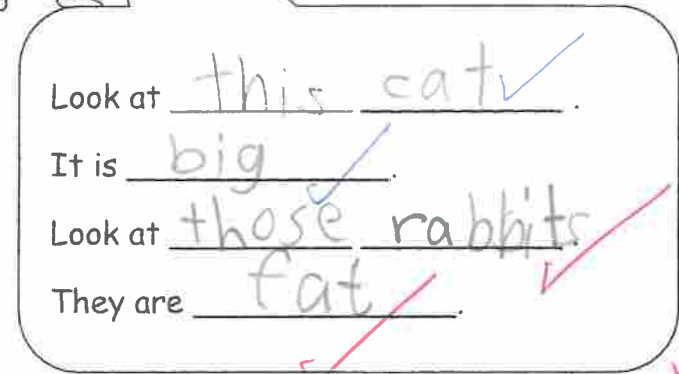 Look at this cat.
It is big.
Look at those rabbits.
They are fat.